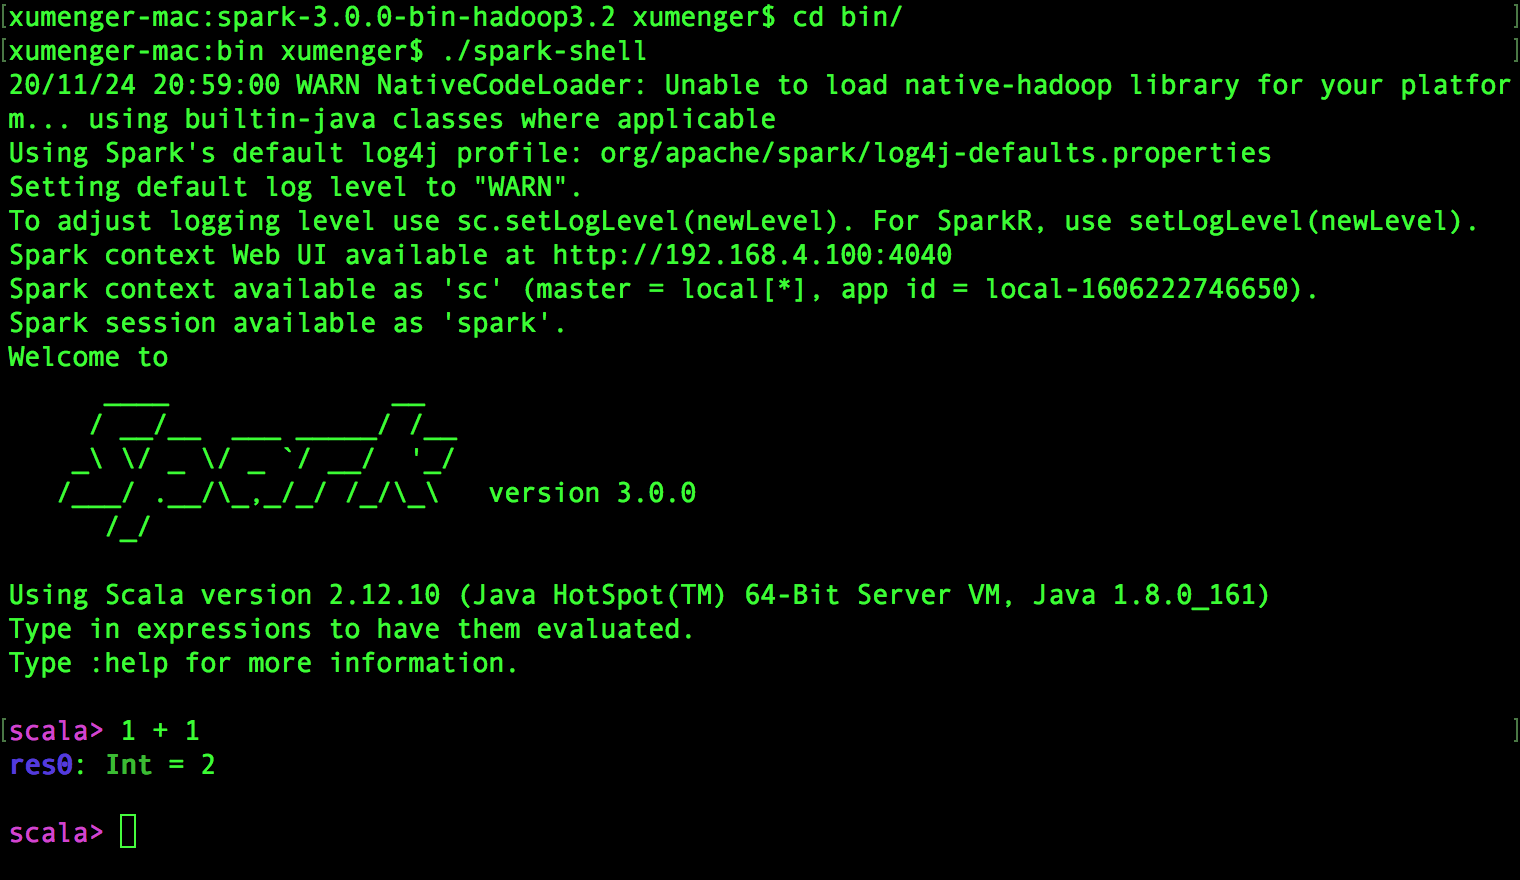 [xumenger-mac:spark-3.0.0-bin-hadoop3.2 xumenger$ cd bin/ ]
[xumenger-mac:bin xumenger$ ./spark-shell ]
20/11/24 20:59:00 WARN NativeCodeLoader: Unable to load native-hadoop library for your platfor
m... using builtin-java classes where applicable
Using Spark's default log4j profile: org/apache/spark/log4j-defaults.properties
Setting default log level to "WARN".
To adjust logging level use sc.setLogLevel(newLevel). For SparkR, use setLogLevel(newLevel).
Spark context Web UI available at http://192.168.4.100:4040
Spark context available as 'sc' (master = local[*], app id = local-1606222746650).
Spark session available as 'spark'.
Welcome to
      ____              __
     / __/__  ___ _____/ /__
    _\ \/ _ \/ _ `/ __/  '_/
   /___/ .__/\_,_/_/ /_/\_\   version 3.0.0
      /_/
Using Scala version 2.12.10 (Java HotSpot(TM) 64-Bit Server VM, Java 1.8.0_161)
Type in expressions to have them evaluated.
Type :help for more information.
[scala> 1 + 1 ]
res0: Int = 2
scala>